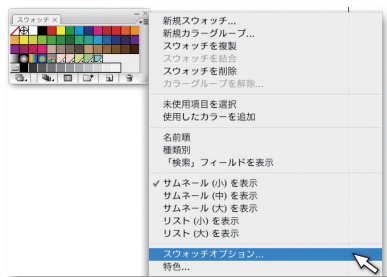 スウォッチ ×
新規スウォッチ...
新規カラーグループ...
スウォッチを複製
スウォッチを結合
スウォッチを削除
カラーグループを解除...
未使用項目を選択
使用したカラーを追加
名前順
種類別
「検索」フィールドを表示
✓ サムネール (小) を表示
サムネール (中) を表示
サムネール (大) を表示
リスト (小) を表示
リスト (大) を表示
スウォッチオプション...
特色...